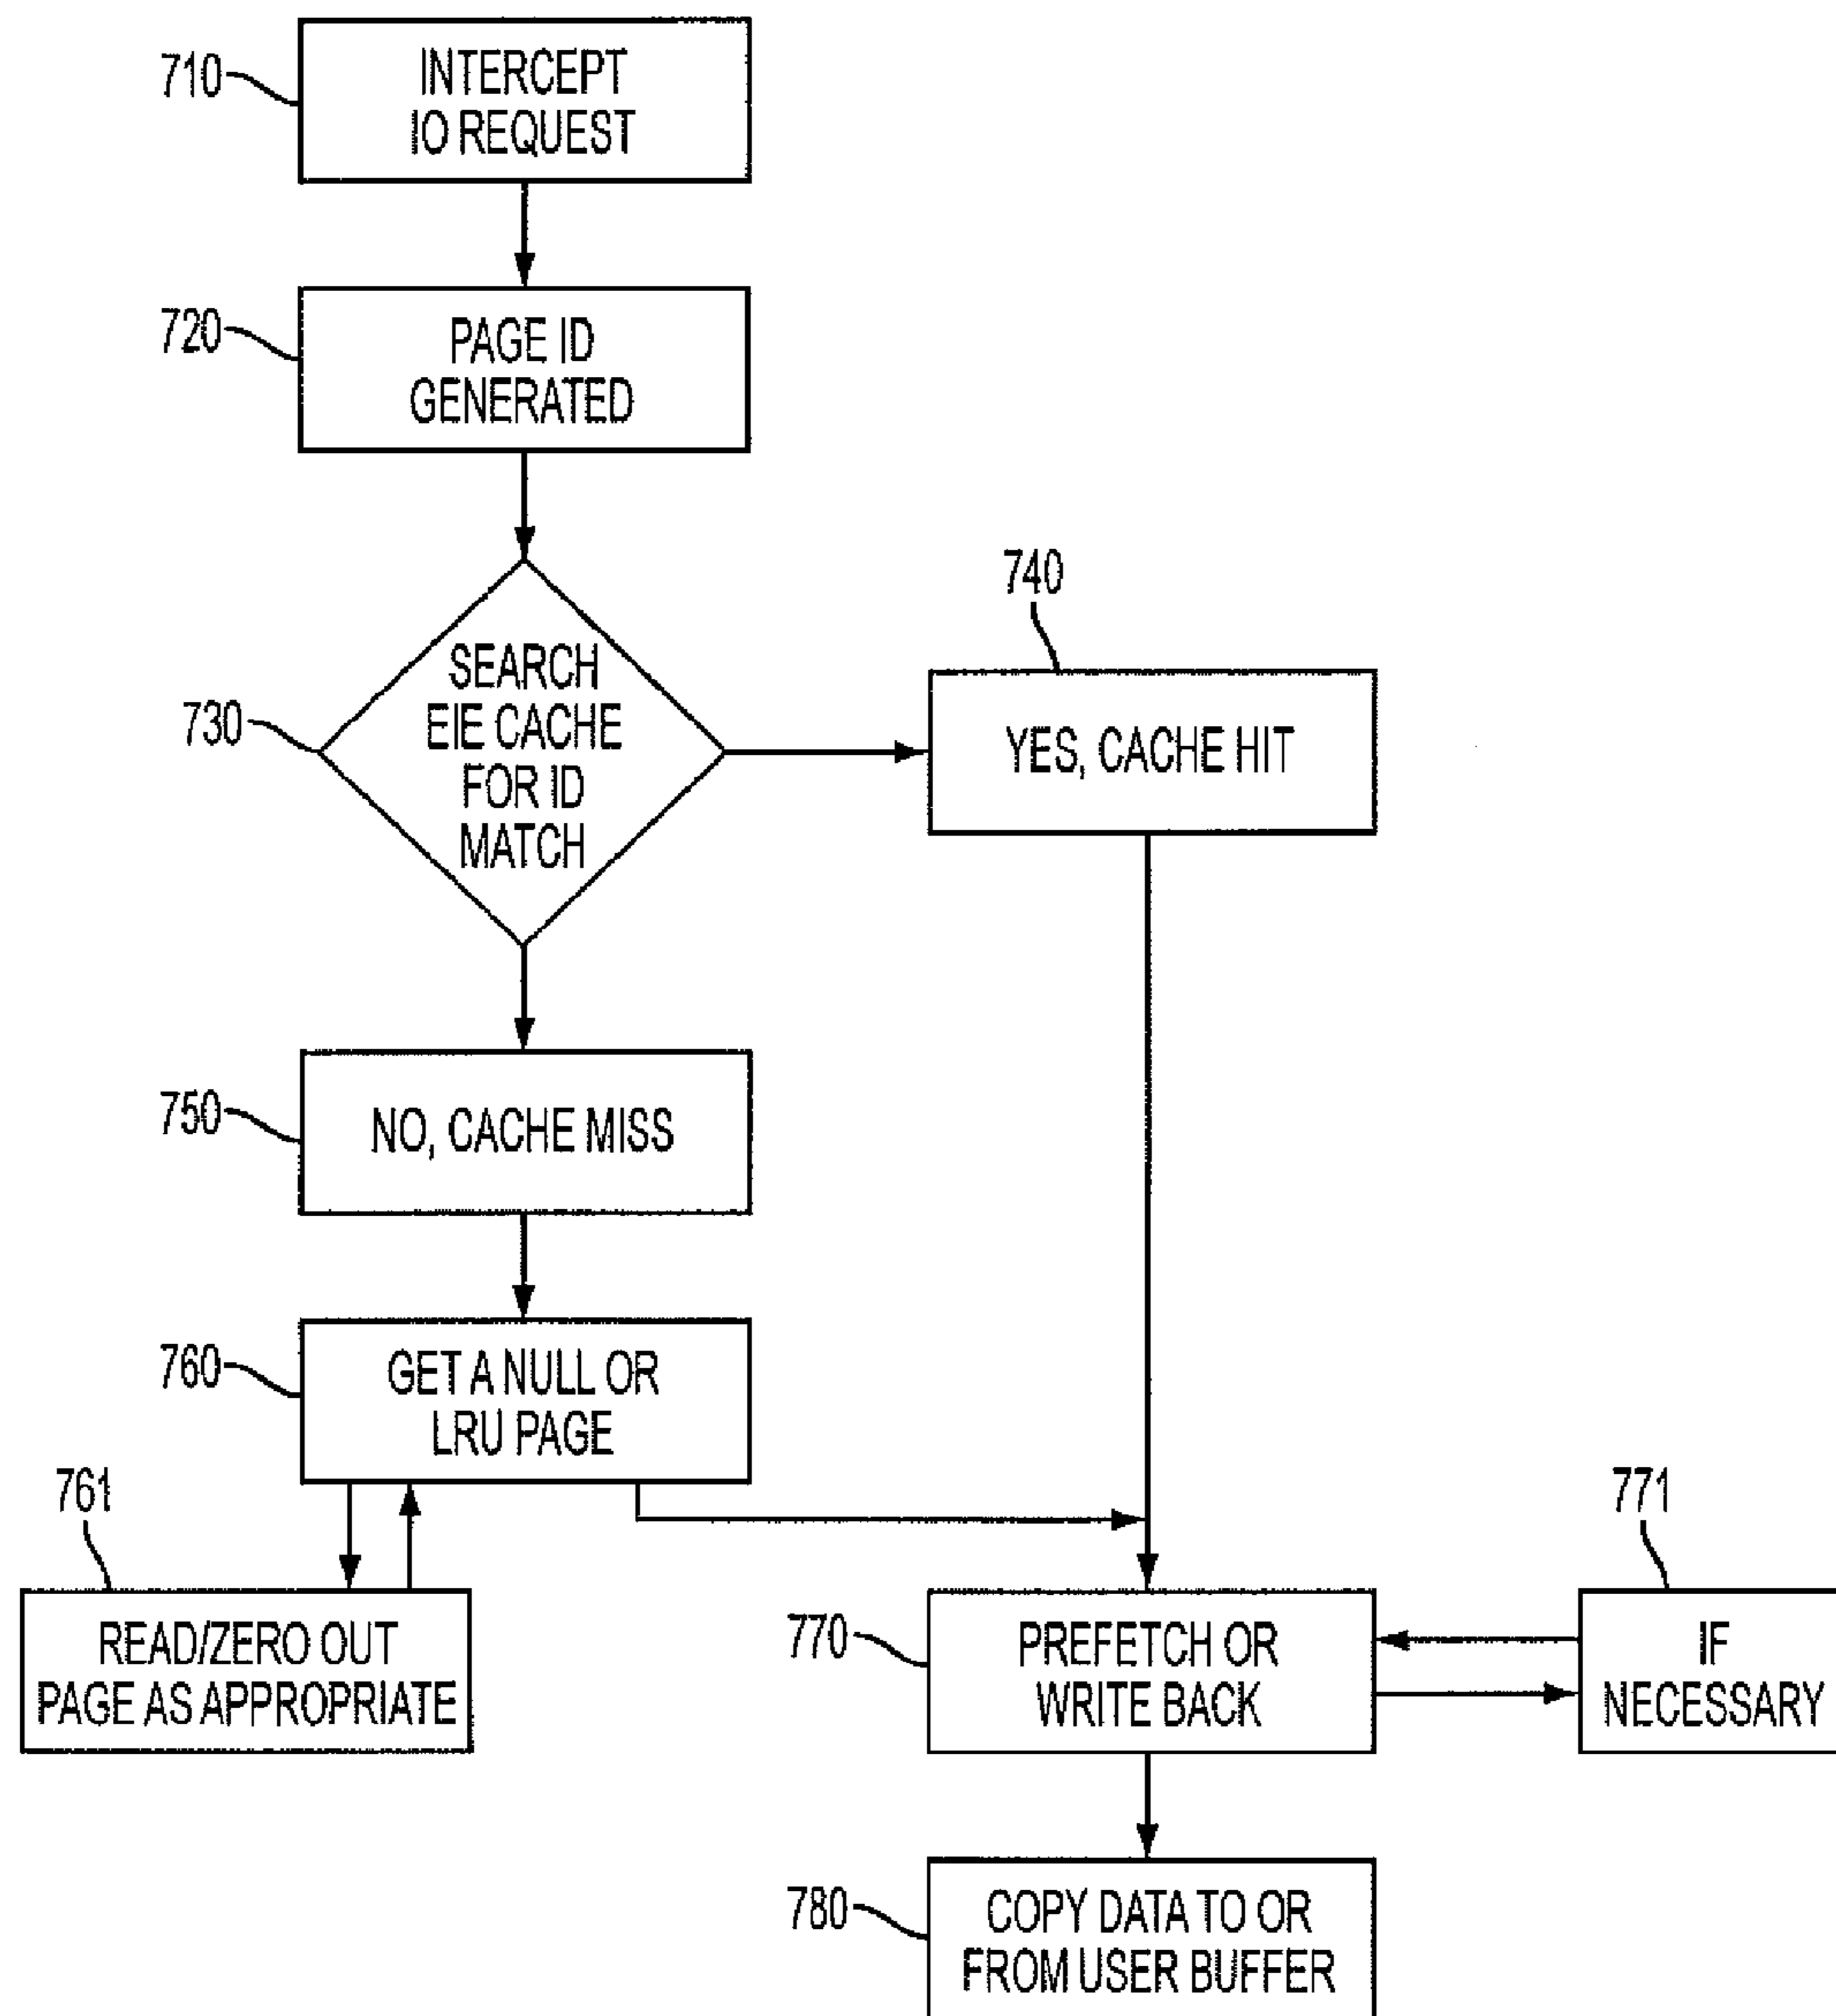 710
INTERCEPT
IO REQUEST
720
PAGE ID
GENERATED
730
SEARCH
EIE CACHE
FOR ID
MATCH
740
YES, CACHE HIT
750
NO, CACHE MISS
760
GET A NULL OR
LRU PAGE
761
READ/ZERO OUT
PAGE AS APPROPRIATE
770
PREFETCH OR
WRITE BACK
771
IF
NECESSARY
780
COPY DATA TO OR
FROM USER BUFFER